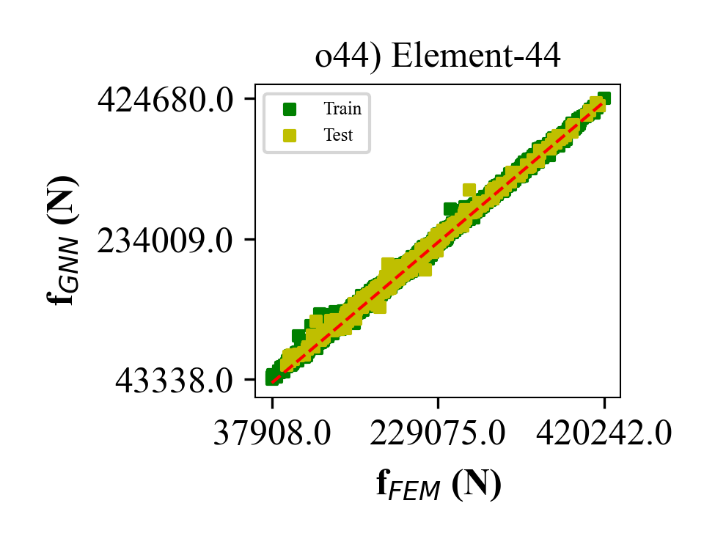 o44) Element-44
424680.0
Train
Test
234009.0
f_GNN (N)
43338.0
37908.0 229075.0 420242.0
f_FEM (N)